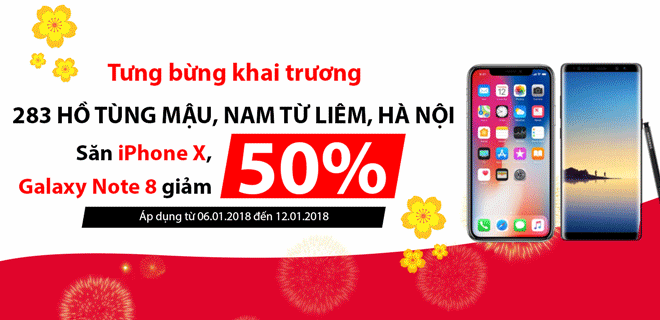 Tưng bừng khai trương
283 HỒ TÙNG MẬU, NAM TỪ LIÊM, HÀ NỘI
Săn iPhone X,
Galaxy Note 8 giảm
50%
Áp dụng từ 06.01.2018 đến 12.01.2018